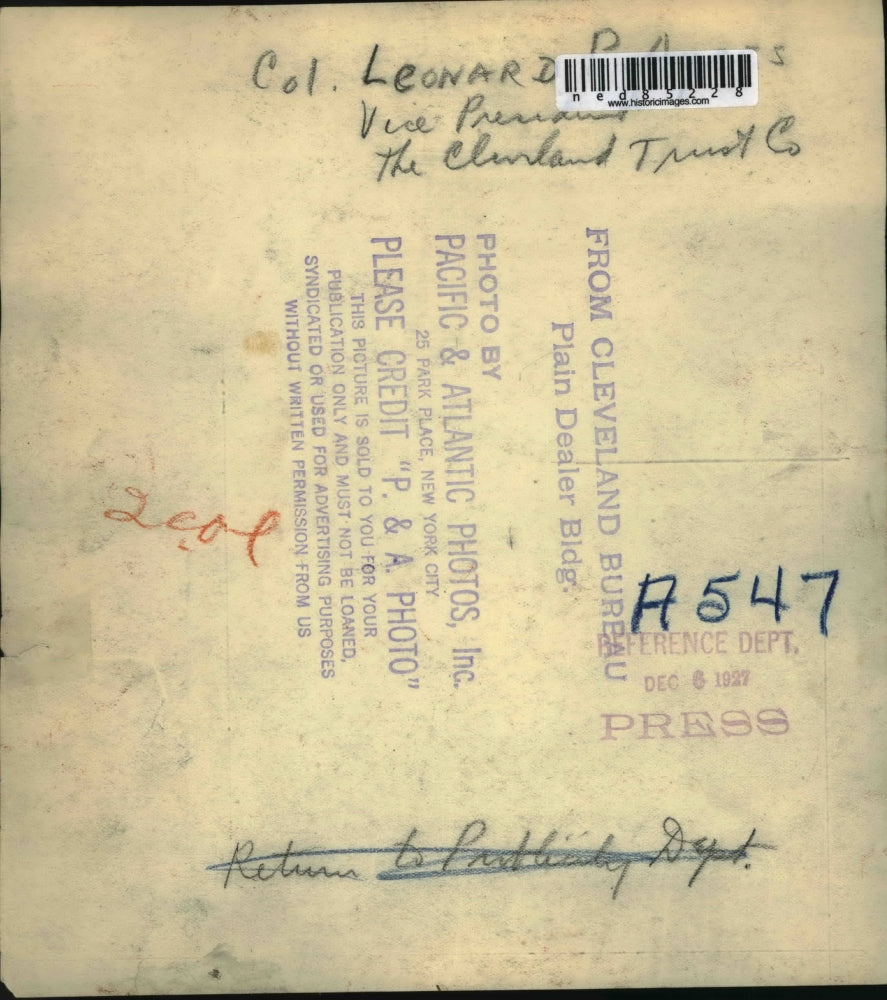 Col. LEONARD P. A   S
Vice President
The Cleveland Trust Co
ned85228
www.historicimages.com
FROM CLEVELAND BUREAU
Plain Dealer Bldg.
PHOTO BY
PACIFIC & ATLANTIC PHOTOS, Inc.
25 PARK PLACE, NEW YORK CITY
PLEASE CREDIT "P. & A. PHOTO"
THIS PICTURE IS SOLD TO YOU FOR YOUR
PUBLICATION ONLY AND MUST NOT BE LOANED,
SYNDICATED OR USED FOR ADVERTISING PURPOSES
WITHOUT WRITTEN PERMISSION FROM US
2 col
A547
REFERENCE DEPT.
DEC 6 1927
PRESS
Return to Publicity Dept.